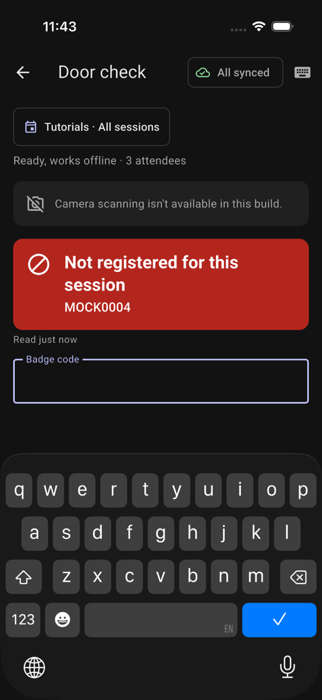 11:43
Door check
All synced
Tutorials · All sessions
Ready, works offline · 3 attendees
Camera scanning isn't available in this build.
Not registered for this
session
MOCK0004
Read just now
Badge code
q w e r t y u i o p
a s d f g h j k l
z x c v b n m
123
EN